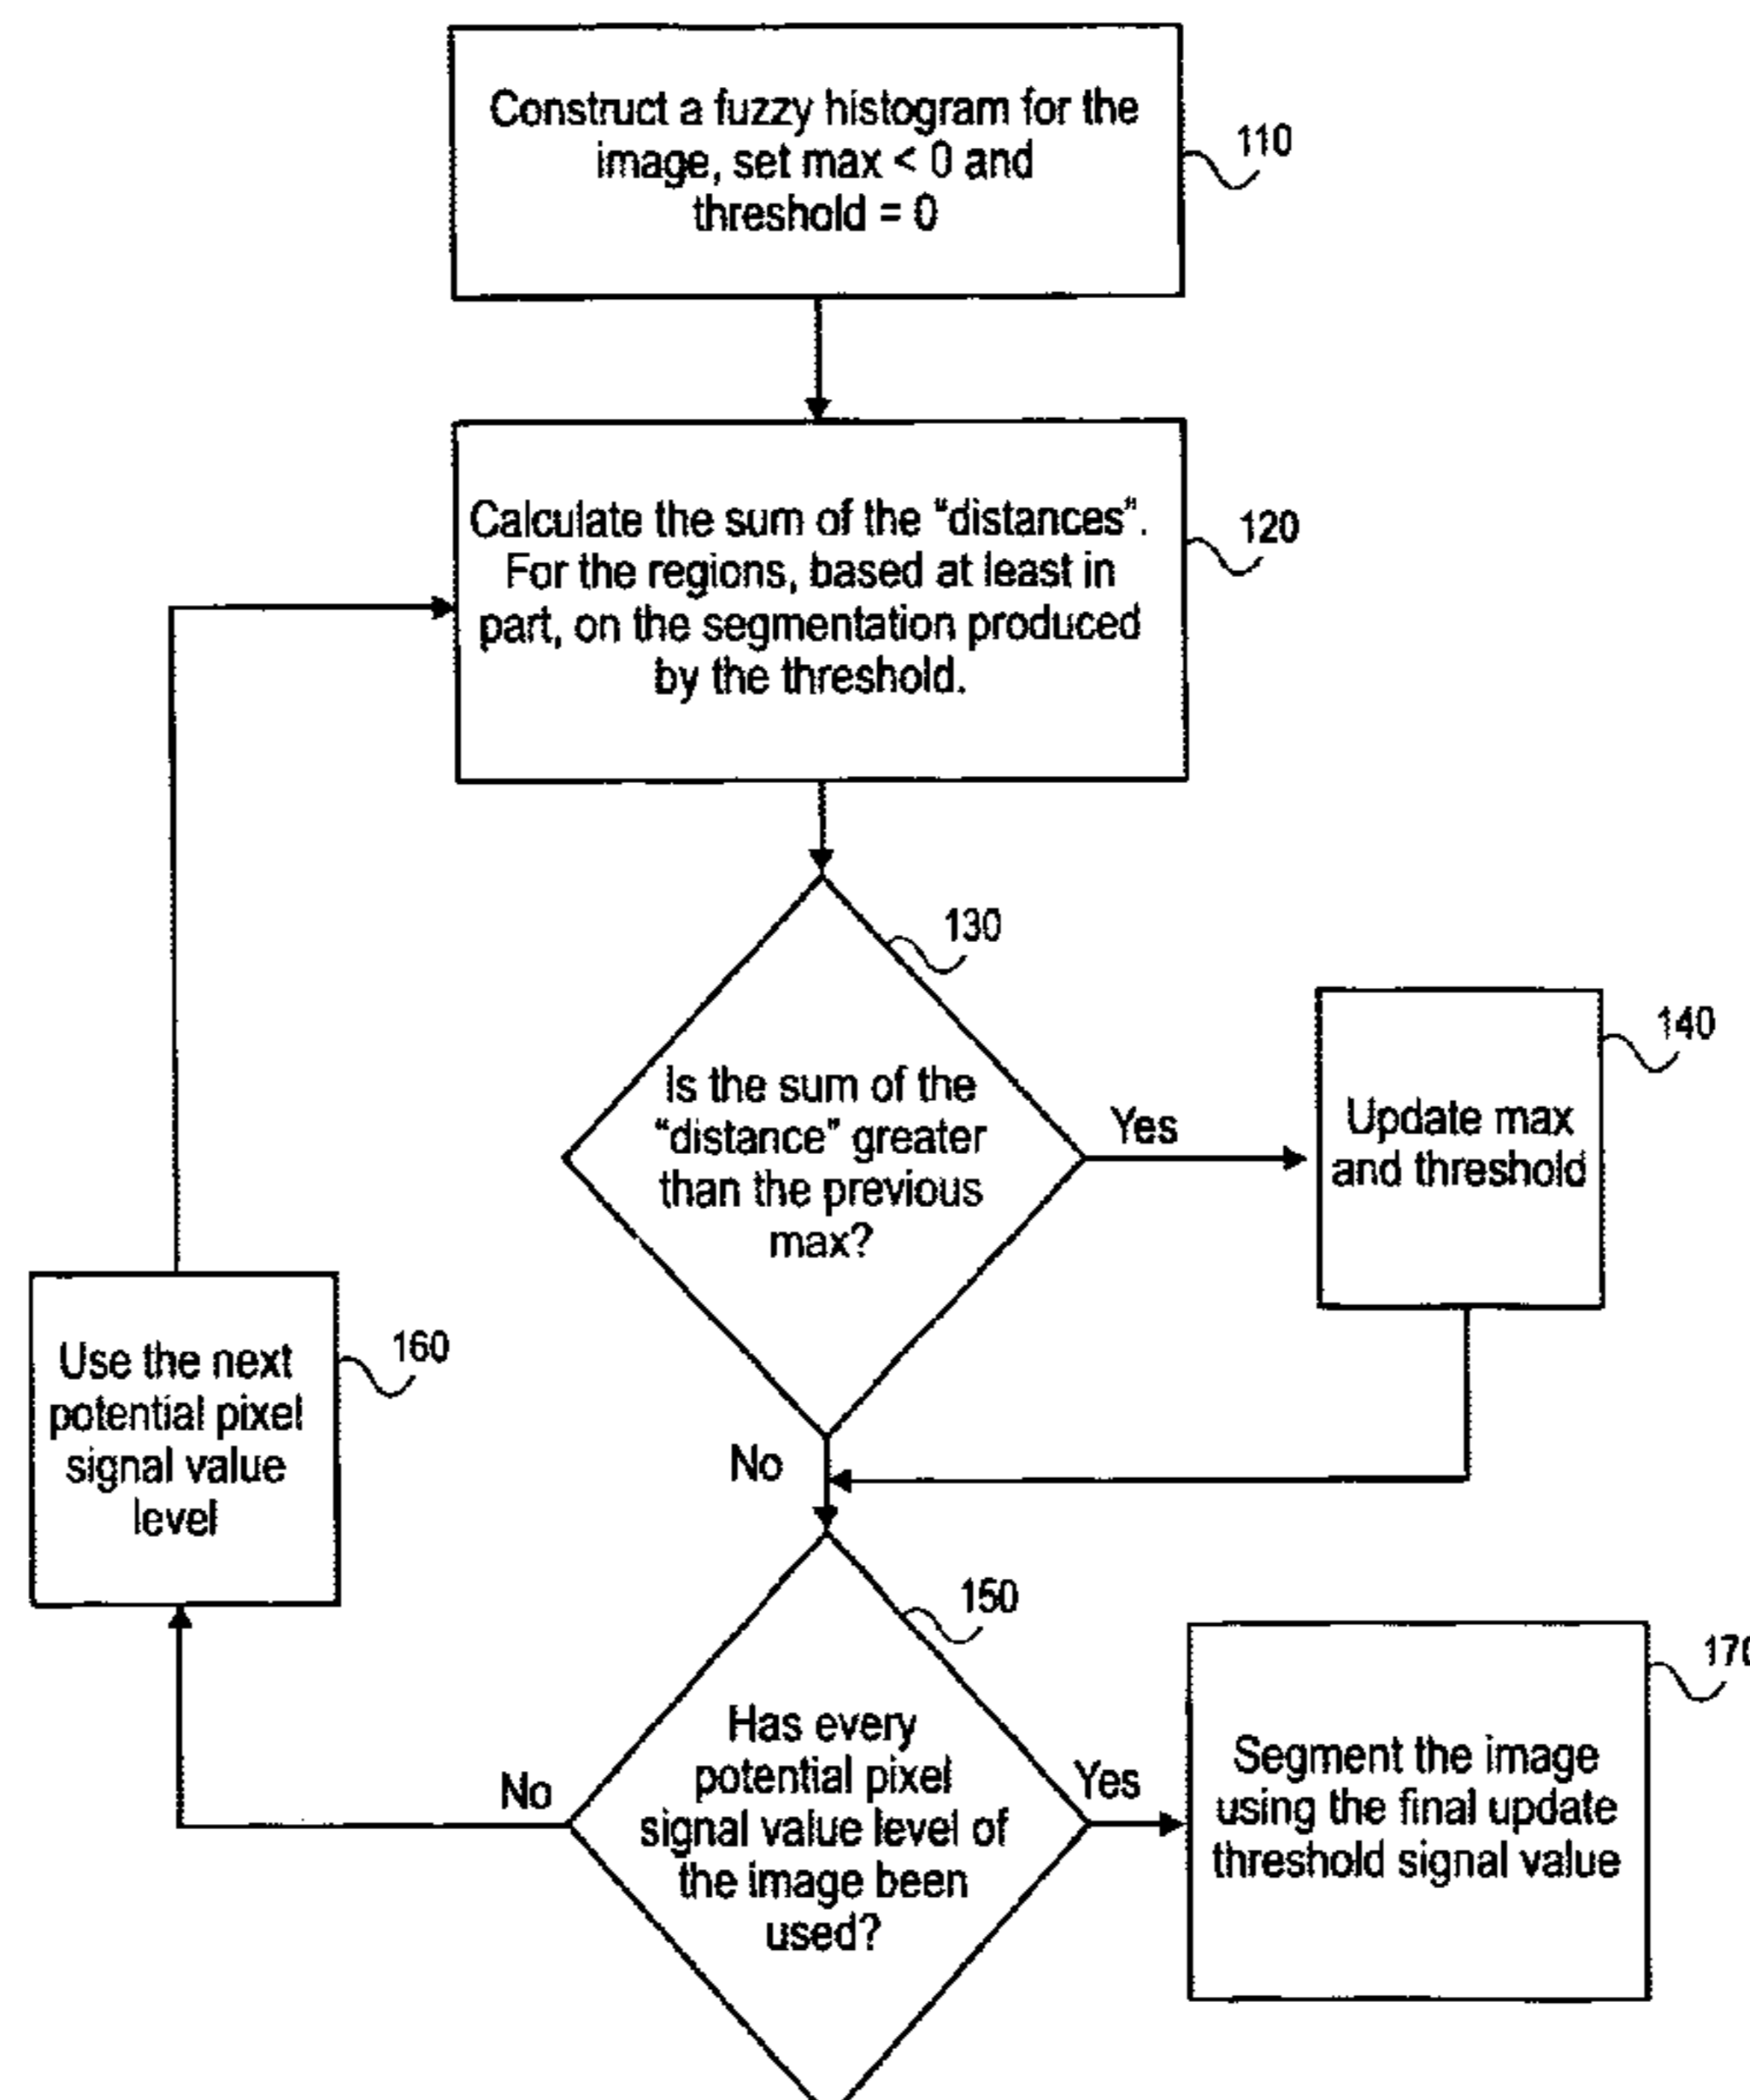 Construct a fuzzy histogram for the
image, set max < 0 and
threshold = 0
110
Calculate the sum of the “distances”.
For the regions, based at least in
part, on the segmentation produced
by the threshold.
120
130
Is the sum of the
“distance” greater
than the previous
max?
Yes
140
Update max
and threshold
No
160
Use the next
potential pixel
signal value
level
150
Has every
potential pixel
signal value level of
the image been
used?
No
Yes
170
Segment the image
using the final update
threshold signal value